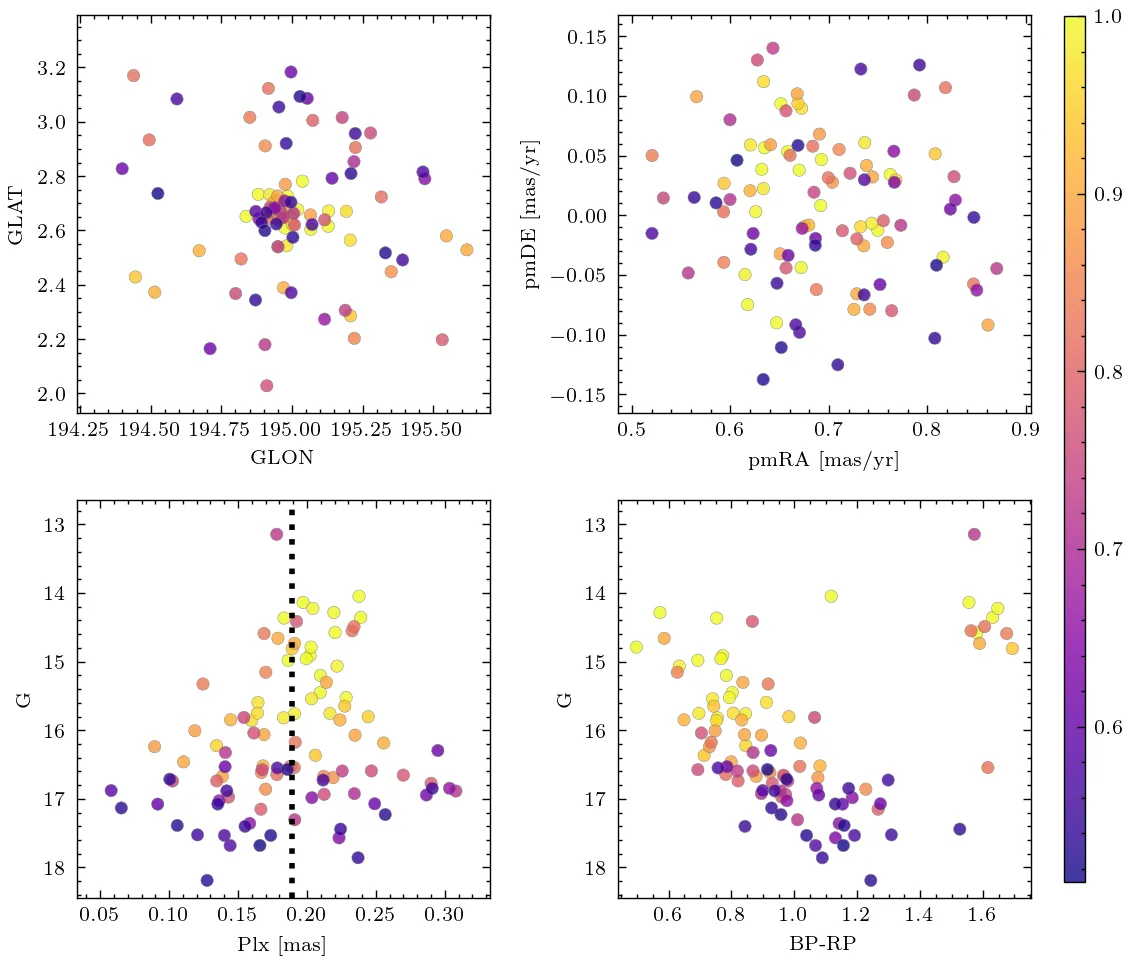 3.2
3.0
2.8
2.6
2.4
2.2
2.0
GLAT
194.25 194.50 194.75 195.00 195.25 195.50
GLON
0.15
0.10
0.05
0.00
−0.05
−0.10
−0.15
pmDE [mas/yr]
0.5 0.6 0.7 0.8 0.9
pmRA [mas/yr]
1.0
0.9
0.8
0.7
0.6
13
14
15
16
17
18
G
0.05 0.10 0.15 0.20 0.25 0.30
Plx [mas]
13
14
15
16
17
18
G
0.6 0.8 1.0 1.2 1.4 1.6
BP-RP